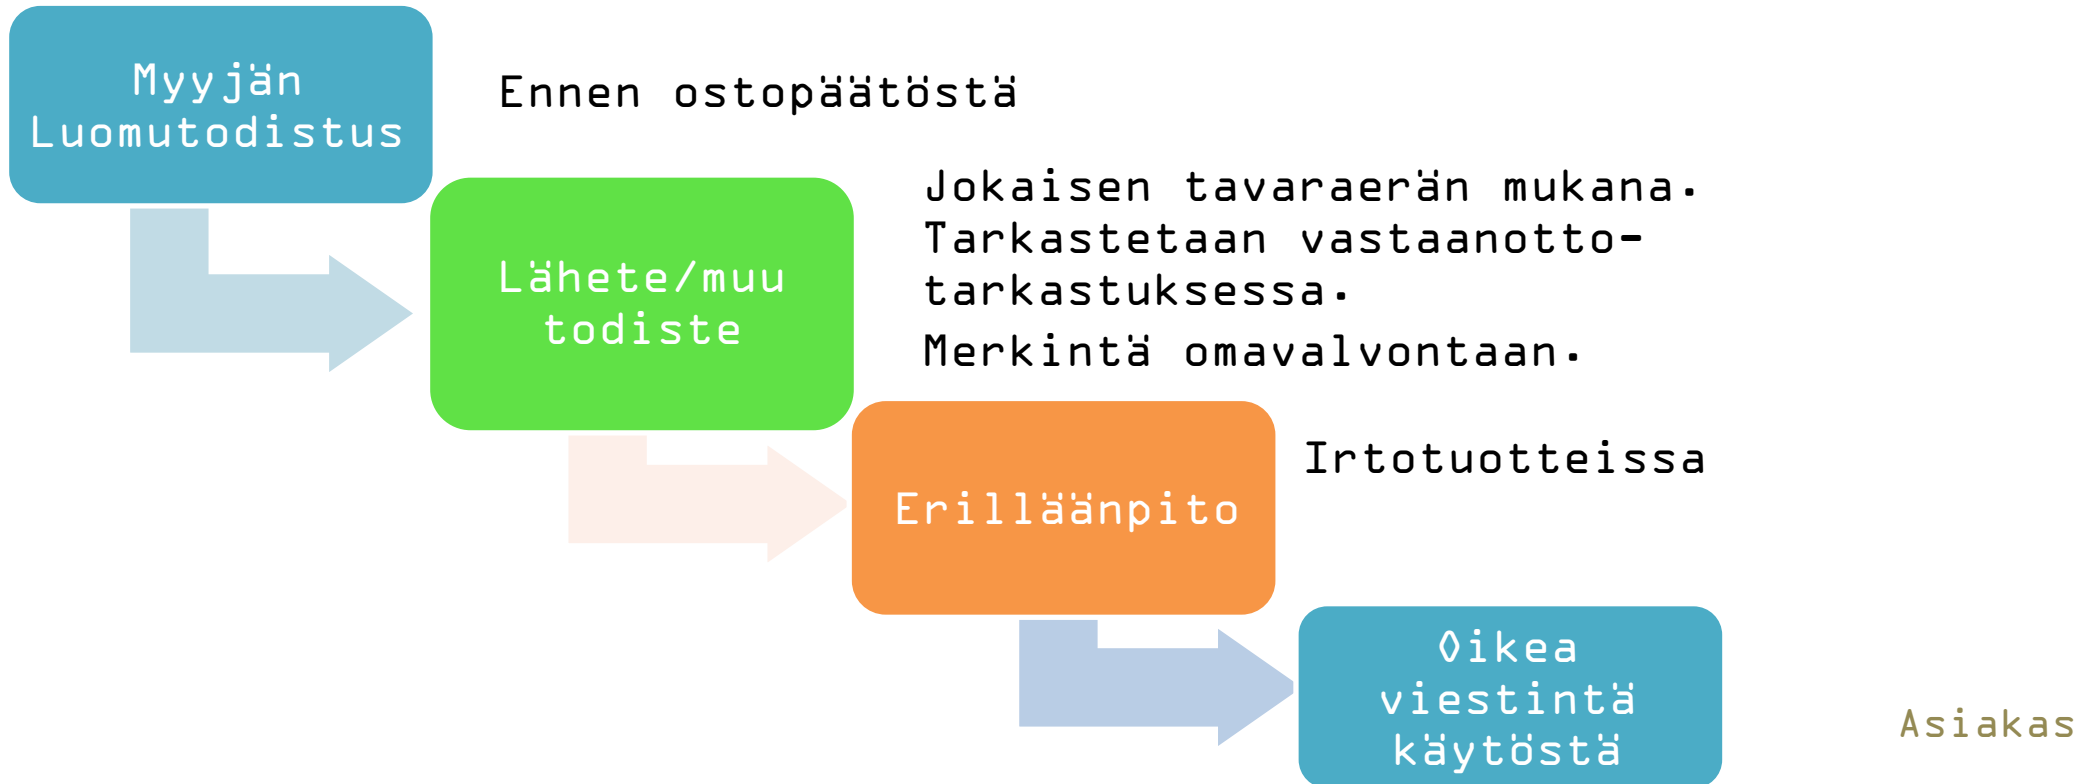 Myyjän
Luomutodistus
Ennen ostopäätöstä
Lähete/muu
todiste
Jokaisen tavaraerän mukana.
Tarkastetaan vastaanotto-
tarkastuksessa.
Merkintä omavalvontaan.
Erilläänpito
Irtotuotteissa
Oikea
viestintä
käytöstä
Asiakas